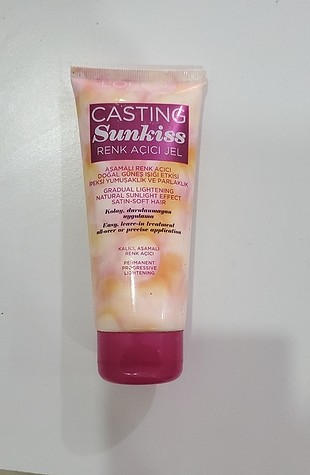 CASTING
Sunkiss
RENK AÇICI JEL
AŞAMALI RENK AÇICI
DOĞAL GÜNEŞ IŞIĞI ETKİSİ
İPEKSİ YUMUŞAKLIK VE PARLAKLIK
GRADUAL LIGHTENING
NATURAL SUNLIGHT EFFECT
SATIN-SOFT HAIR
Kolay, durulanmayan
uygulama
Easy, leave-in treatment
all-over or precise application
KALICI, AŞAMALI
RENK AÇICI
PERMANENT
PROGRESSIVE
LIGHTENING